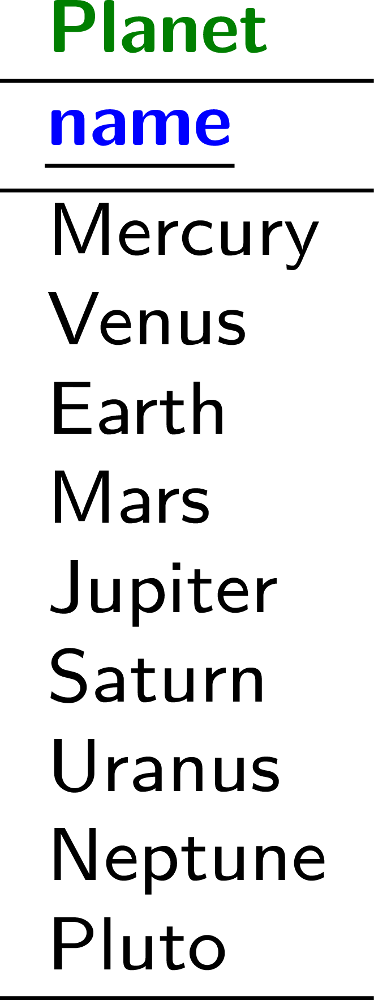 Planet
name
Mercury
Venus
Earth
Mars
Jupiter
Saturn
Uranus
Neptune
Pluto